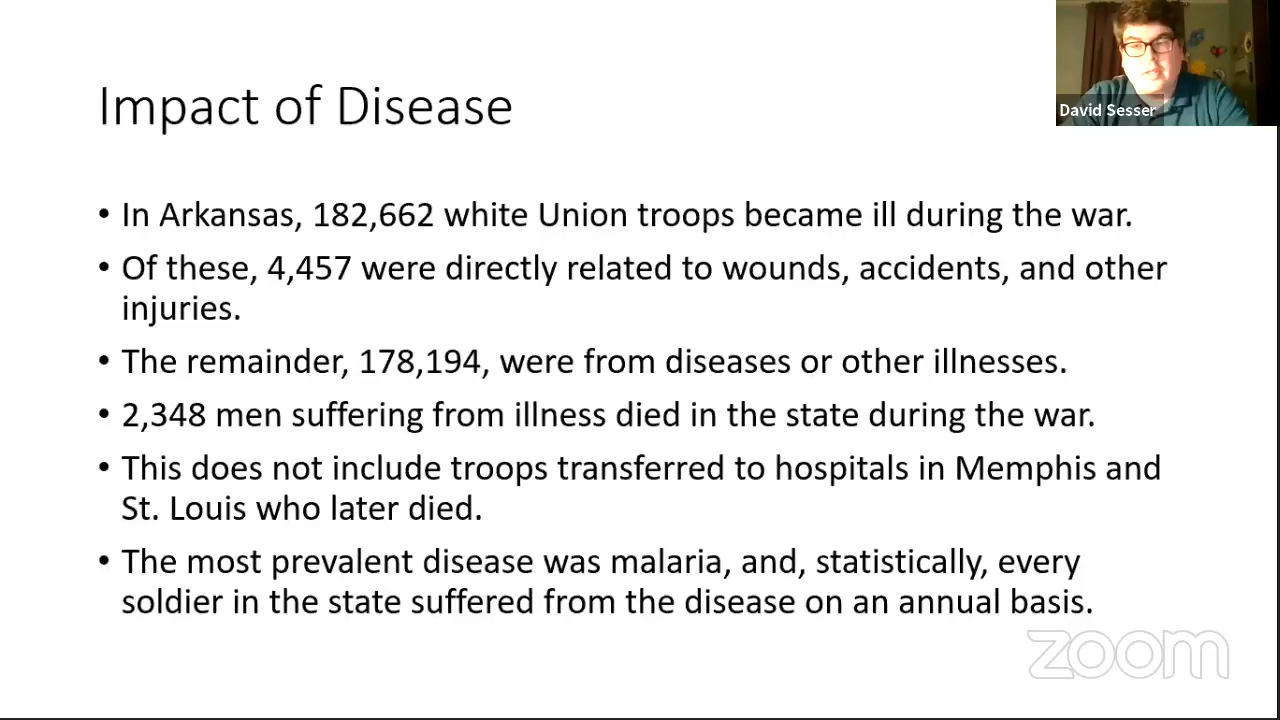 Impact of Disease
David Sesser
• In Arkansas, 182,662 white Union troops became ill during the war.
• Of these, 4,457 were directly related to wounds, accidents, and other
injuries.
• The remainder, 178,194, were from diseases or other illnesses.
• 2,348 men suffering from illness died in the state during the war.
• This does not include troops transferred to hospitals in Memphis and
St. Louis who later died.
• The most prevalent disease was malaria, and, statistically, every
soldier in the state suffered from the disease on an annual basis.
zoom